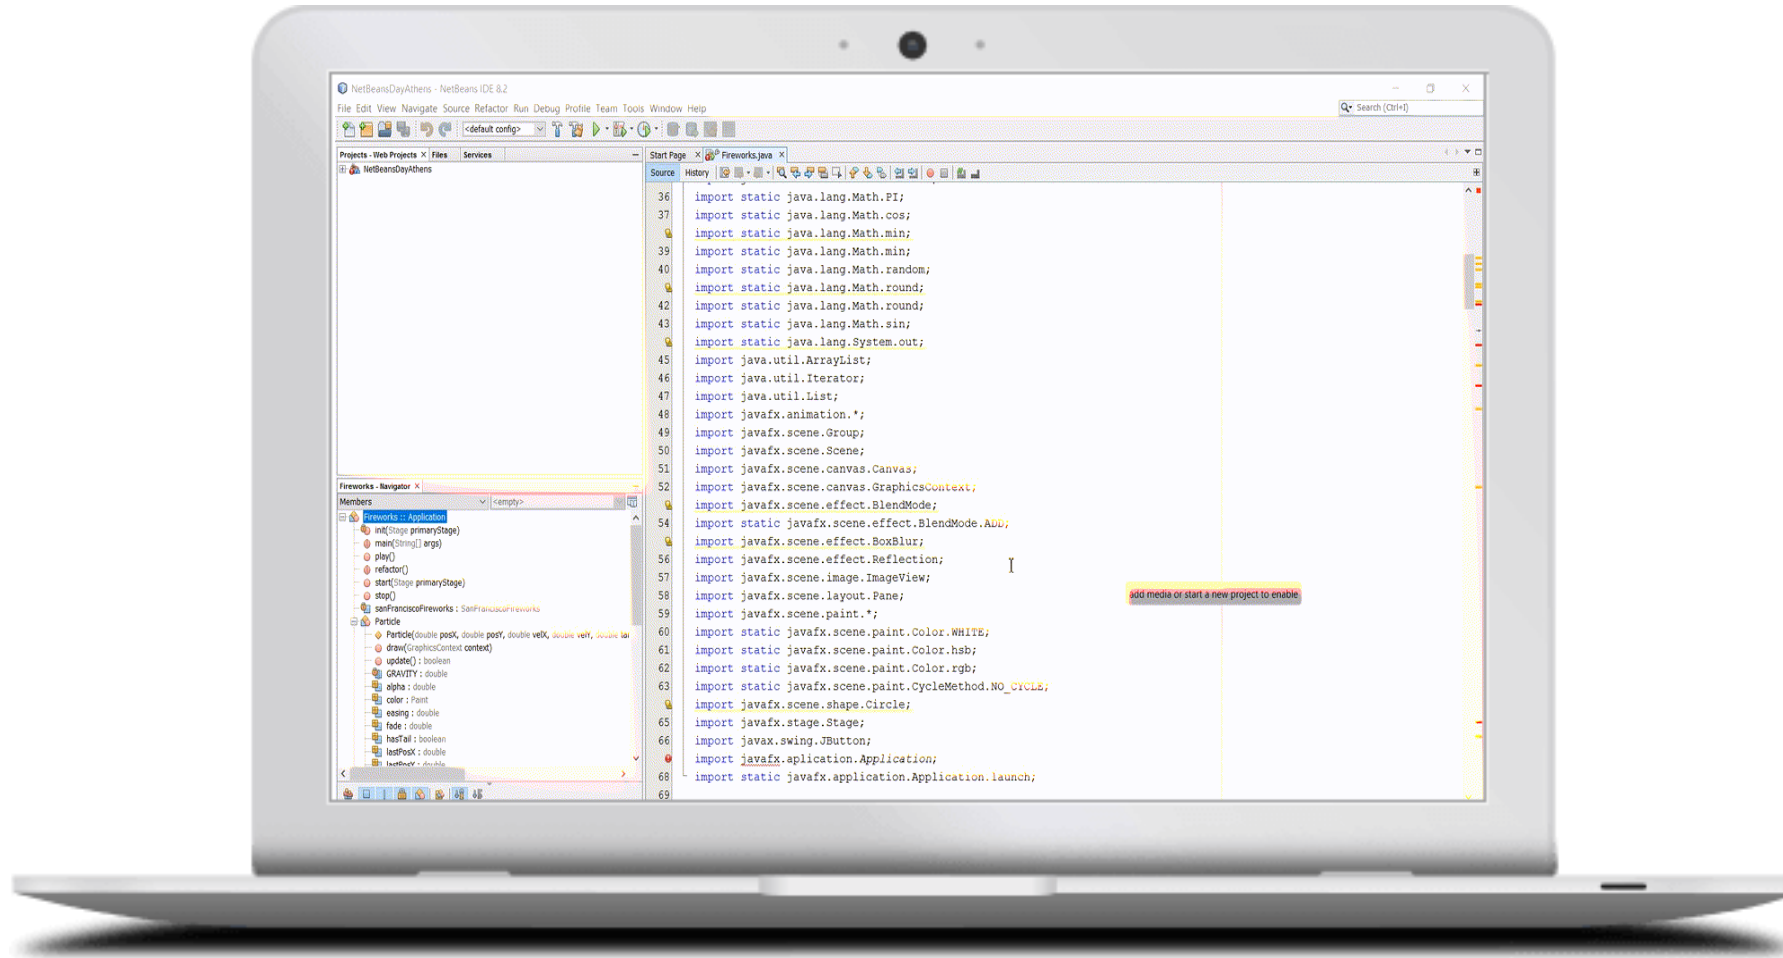 NetBeansDayAthens - NetBeans IDE 8.2
File Edit View Navigate Source Refactor Run Debug Profile Team Tools Window Help
Search (Ctrl+I)
<default config>
Projects - Web Projects Files Services
NetBeansDayAthens
Start Page Fireworks.java
Source History
36 import static java.lang.Math.PI;
37 import static java.lang.Math.cos;
import static java.lang.Math.min;
39 import static java.lang.Math.min;
40 import static java.lang.Math.random;
import static java.lang.Math.round;
42 import static java.lang.Math.round;
43 import static java.lang.Math.sin;
import static java.lang.System.out;
45 import java.util.ArrayList;
46 import java.util.Iterator;
47 import java.util.List;
48 import javafx.animation.*;
49 import javafx.scene.Group;
50 import javafx.scene.Scene;
51 import javafx.scene.canvas.Canvas;
52 import javafx.scene.canvas.GraphicsContext;
import javafx.scene.effect.BlendMode;
54 import static javafx.scene.effect.BlendMode.ADD;
import javafx.scene.effect.BoxBlur;
56 import javafx.scene.effect.Reflection;
57 import javafx.scene.image.ImageView;
58 import javafx.scene.layout.Pane;
59 import javafx.scene.paint.*;
60 import static javafx.scene.paint.Color.WHITE;
61 import static javafx.scene.paint.Color.hsb;
62 import static javafx.scene.paint.Color.rgb;
63 import static javafx.scene.paint.CycleMethod.NO_CYCLE;
import javafx.scene.shape.Circle;
65 import javafx.stage.Stage;
66 import javax.swing.JButton;
import javafx.aplication.Application;
68 import static javafx.application.Application.launch;
69
add media or start a new project to enable
Fireworks - Navigator
Members <empty>
Fireworks :: Application
init(Stage primaryStage)
main(String[] args)
play()
refactor()
start(Stage primaryStage)
stop()
sanFranciscoFireworks : SanFranciscoFireworks
Particle
Particle(double posX, double posY, double velX, double velY, double
draw(GraphicsContext context)
update() : boolean
GRAVITY : double
alpha : double
color : Paint
easing : double
fade : double
hasTail : boolean
lastPosX : double
lastPosY : double